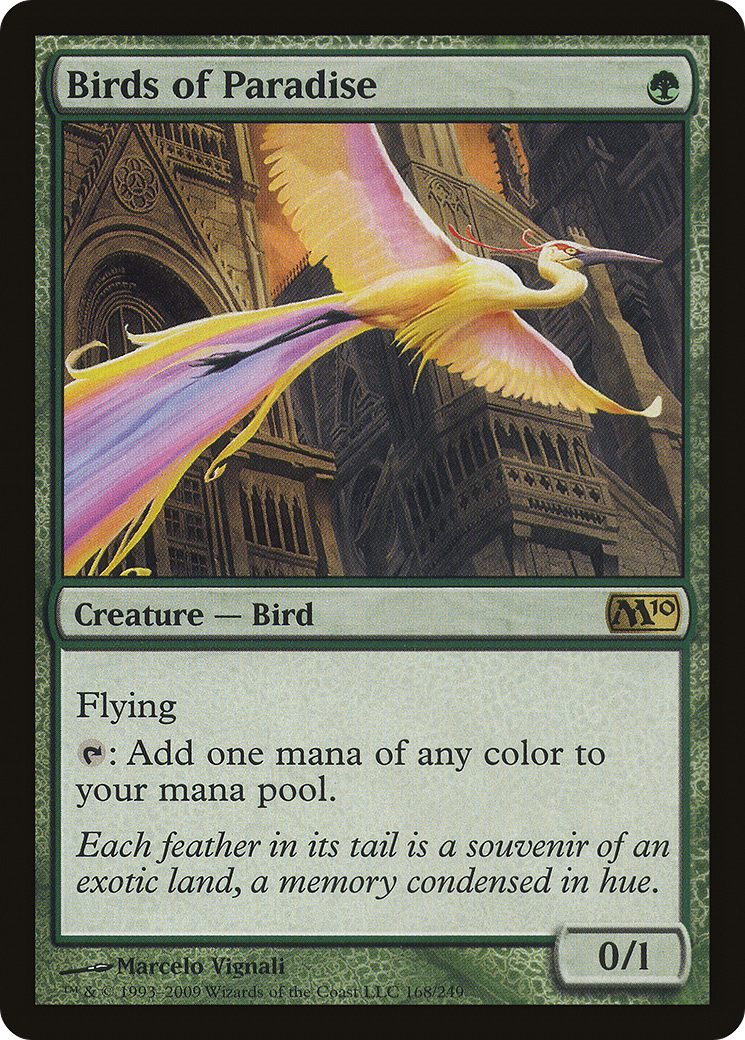 Birds of Paradise
Creature — Bird
M10
Flying
: Add one mana of any color to
your mana pool.
Each feather in its tail is a souvenir of an
exotic land, a memory condensed in hue.
0/1
Marcelo Vignali
™ & © 1993–2009 Wizards of the Coast LLC 168/249